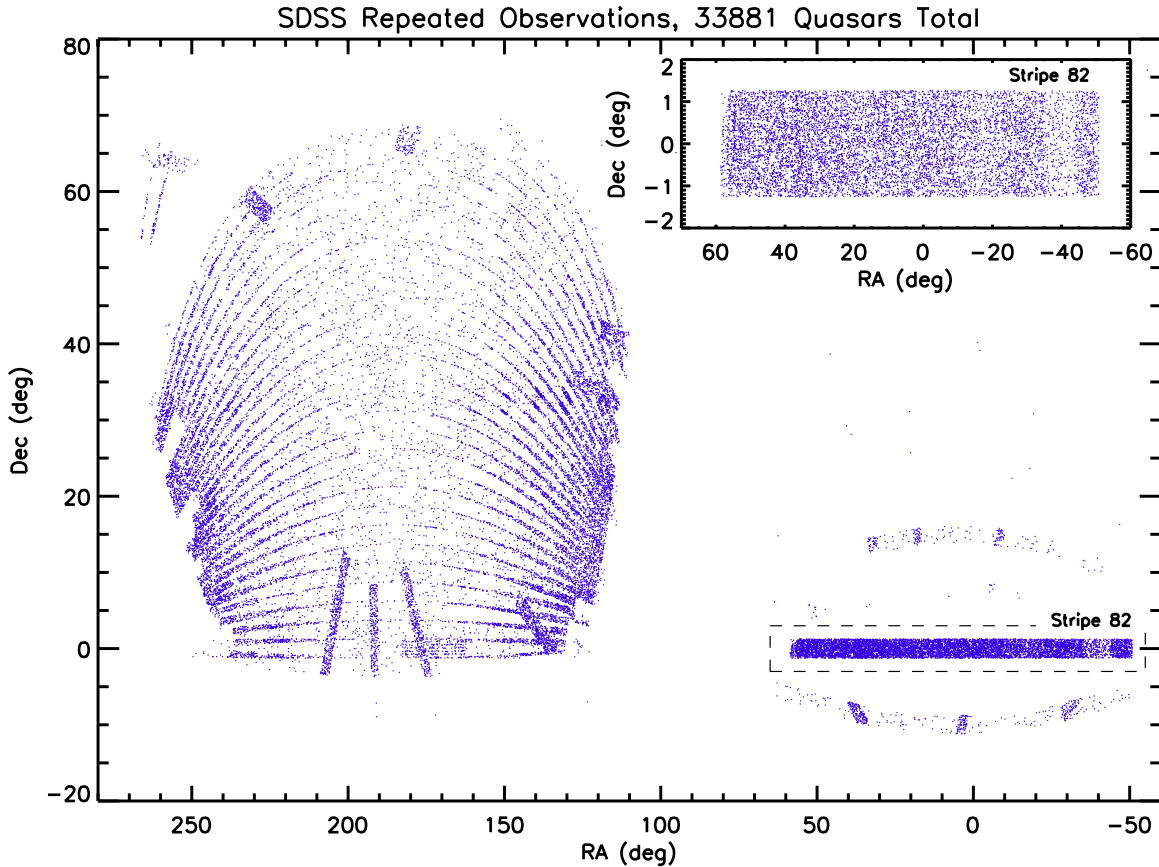 SDSS Repeated Observations, 33881 Quasars Total
80
60
40
20
0
−20
Dec (deg)
250 200 150 100 50 0 −50
RA (deg)
Stripe 82
2
1
0
−1
−2
Dec (deg)
60 40 20 0 −20 −40 −60
RA (deg)
Stripe 82